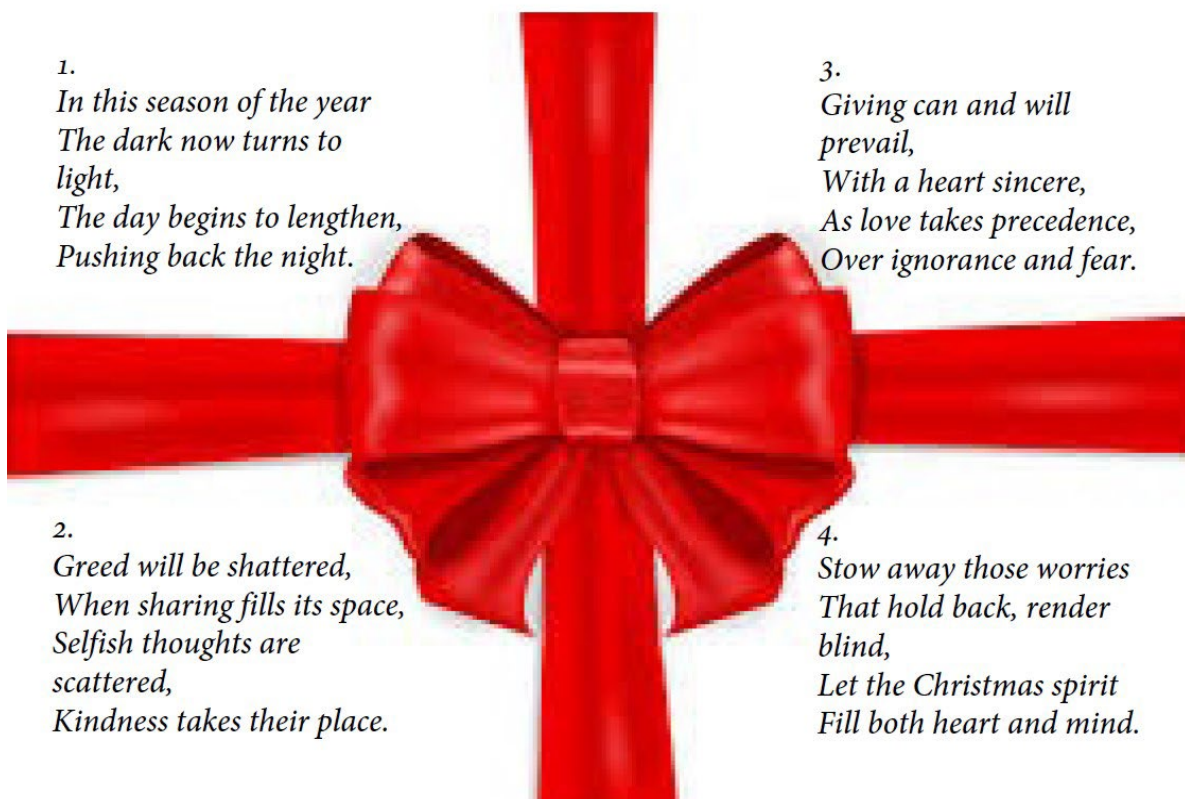 1.
In this season of the year
The dark now turns to
light,
The day begins to lengthen,
Pushing back the night.
2.
Greed will be shattered,
When sharing fills its space,
Selfish thoughts are
scattered,
Kindness takes their place.
3.
Giving can and will
prevail,
With a heart sincere,
As love takes precedence,
Over ignorance and fear.
4.
Stow away those worries
That hold back, render
blind,
Let the Christmas spirit
Fill both heart and mind.